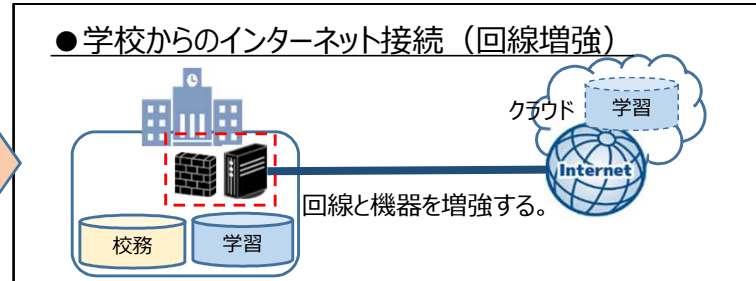 ●学校からのインターネット接続（回線増強）
クラウド
学習
Internet
回線と機器を増強する。
校務
学習